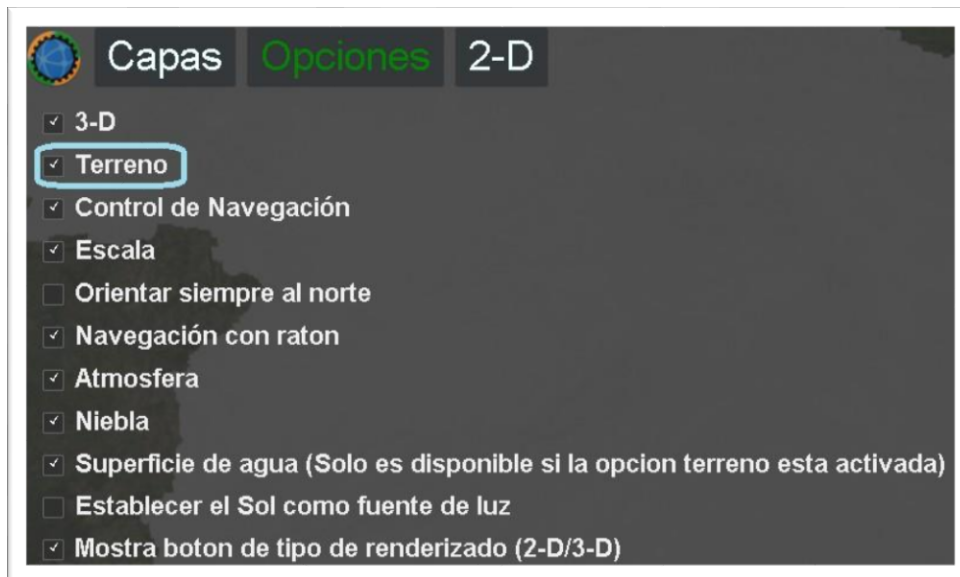 Capas Opciones 2-D
3-D
Terreno
Control de Navegación
Escala
Orientar siempre al norte
Navegación con raton
Atmosfera
Niebla
Superficie de agua (Solo es disponible si la opcion terreno esta activada)
Establecer el Sol como fuente de luz
Mostra boton de tipo de renderizado (2-D/3-D)